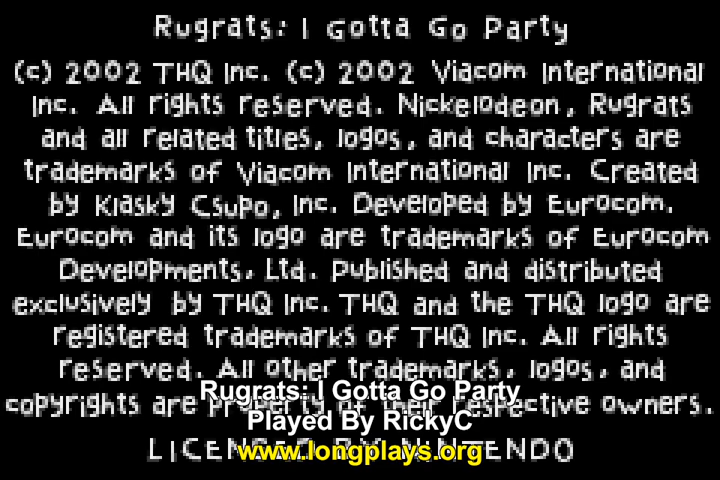 Rugrats: I Gotta Go Party
(c) 2002 THQ Inc. (c) 2002 Viacom International
Inc. All rights reserved. Nickelodeon, Rugrats
and all related titles, logos, and characters are
trademarks of Viacom International Inc. Created
by Klasky Csupo, Inc. Developed by Eurocom.
Eurocom and its logo are trademarks of Eurocom
Developments, Ltd. Published and distributed
exclusively by THQ Inc. THQ and the THQ logo are
registered trademarks of THQ Inc. All rights
reserved. All other trademarks, logos, and
Rugrats: I Gotta Go Party
copyrights are property of their respective owners.
Played By RickyC
LICENSED BY NINTENDO
www.longplays.org